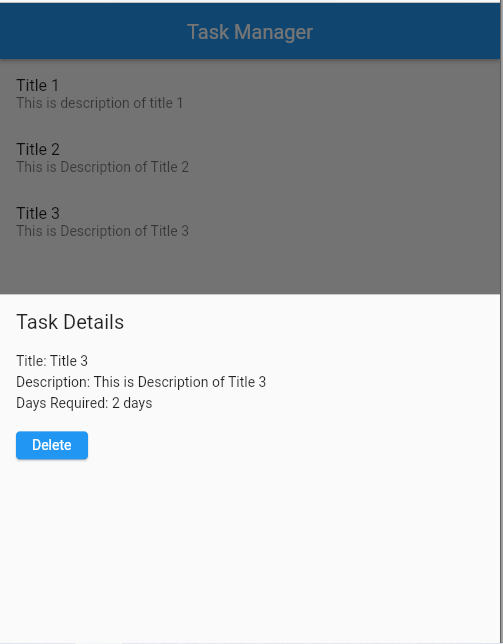 Task Manager
Title 1
This is description of title 1
Title 2
This is Description of Title 2
Title 3
This is Description of Title 3
Task Details
Title: Title 3
Description: This is Description of Title 3
Days Required: 2 days
Delete